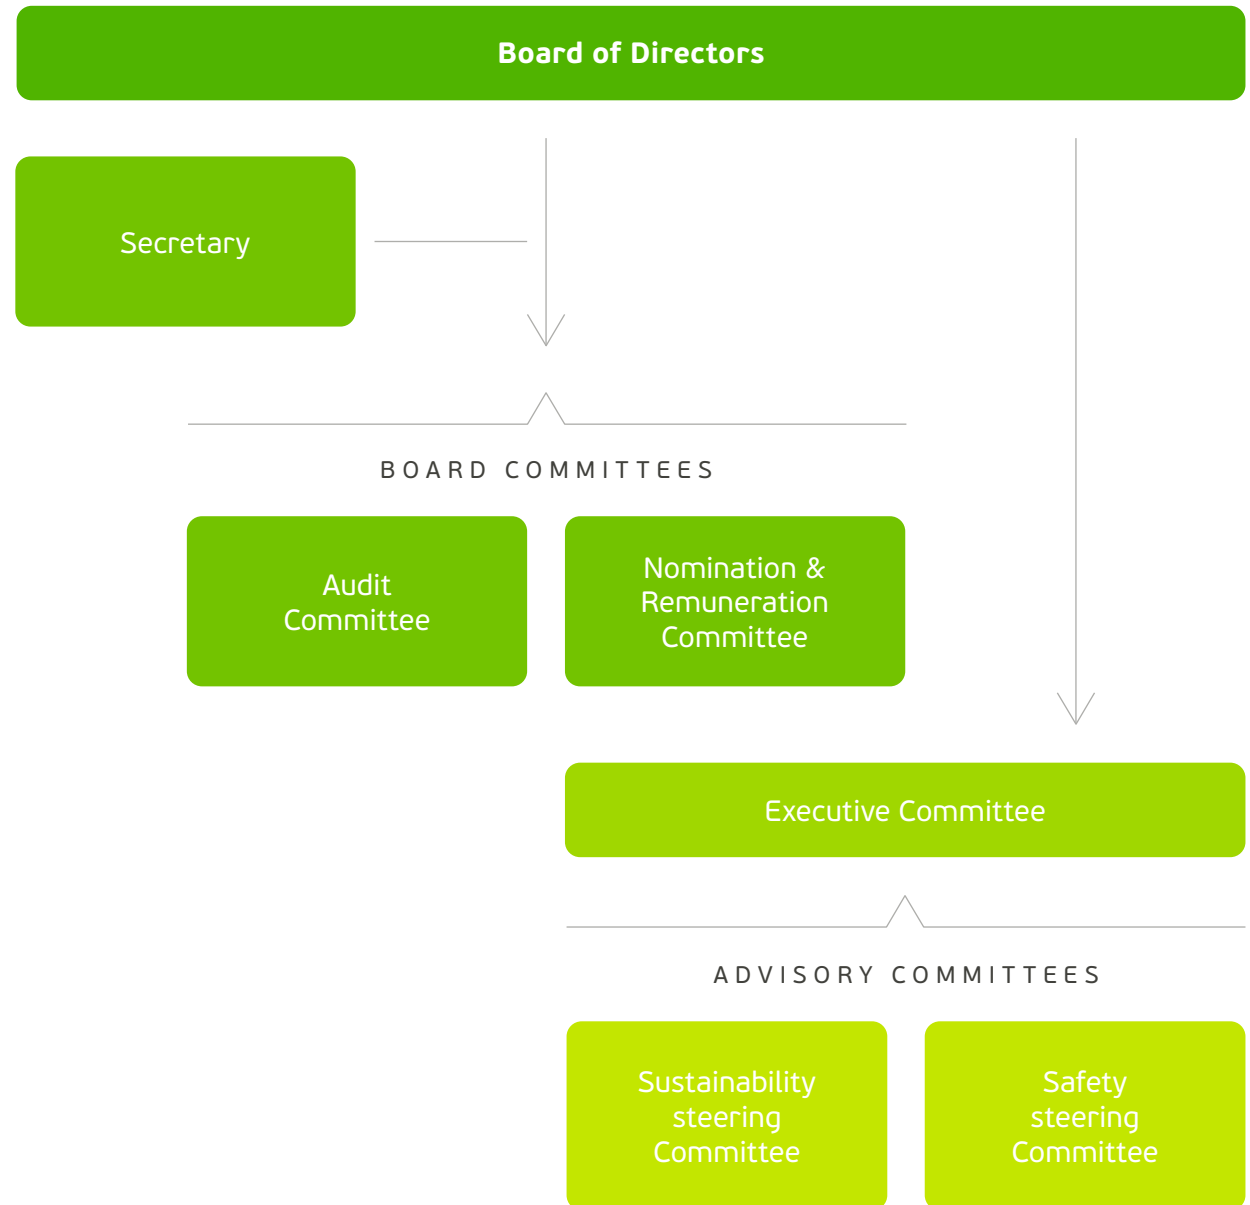 Board of Directors
Secretary
BOARD COMMITTEES
Audit
Committee
Nomination &
Remuneration
Committee
Executive Committee
ADVISORY COMMITTEES
Sustainability
steering
Committee
Safety
steering
Committee